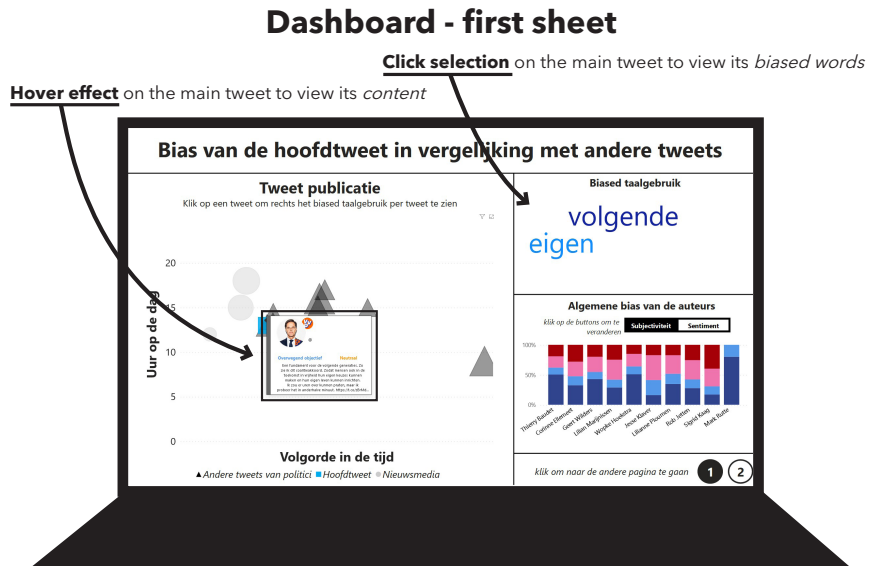 Dashboard - first sheet
Click selection on the main tweet to view its biased words
Hover effect on the main tweet to view its content
Bias van de hoofdtweet in vergelijking met andere tweets
Tweet publicatie
Klik op een tweet om rechts het biased taalgebruik per tweet te zien
Uur op de dag
20
15
10
5
0
Overwegend objectief Neutraal
Volgorde in de tijd
Andere tweets van politici Hoofdtweet Nieuwsmedia
Biased taalgebruik
volgende
eigen
Algemene bias van de auteurs
klik op de buttons om te
veranderen
Subjectiviteit Sentiment
100%
50%
0%
Thierry Baudet
Corinne Ellemeet
Geert Wilders
Lilian Marijnissen
Wopke Hoekstra
Jesse Klaver
Lilianne Ploumen
Rob Jetten
Sigrid Kaag
Mark Rutte
klik om naar de andere pagina te gaan 1 2